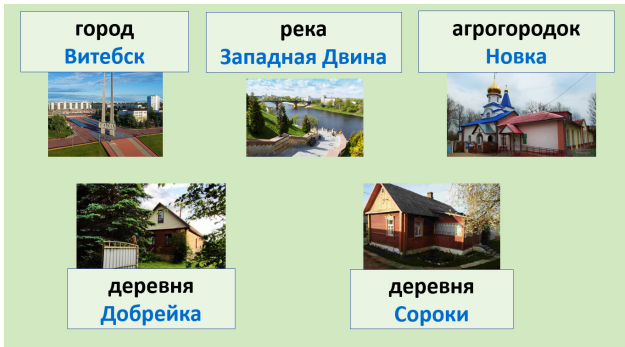 город
Витебск
река
Западная Двина
агрогородок
Новка
деревня
Добрейка
деревня
Сороки